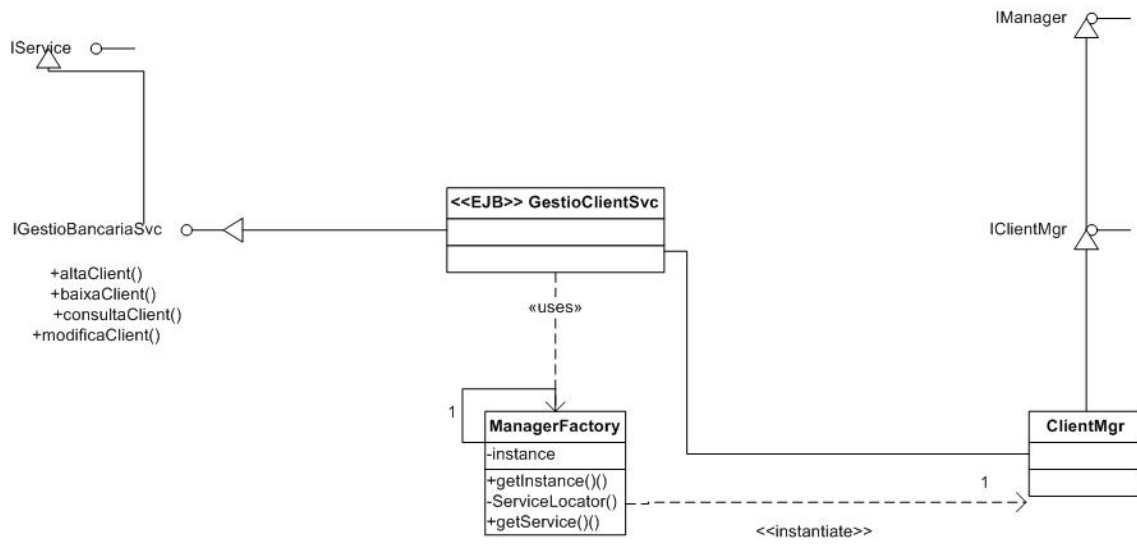 IManager
IService
<<EJB>> GestioClientSvc
IGestioBancariaSvc
IClientMgr
+altaClient()
+baixaClient()
+consultaClient()
+modificaClient()
«uses»
1
ManagerFactory
-instance
+getInstance()()
-ServiceLocator()
+getService()()
ClientMgr
1
<<instantiate>>